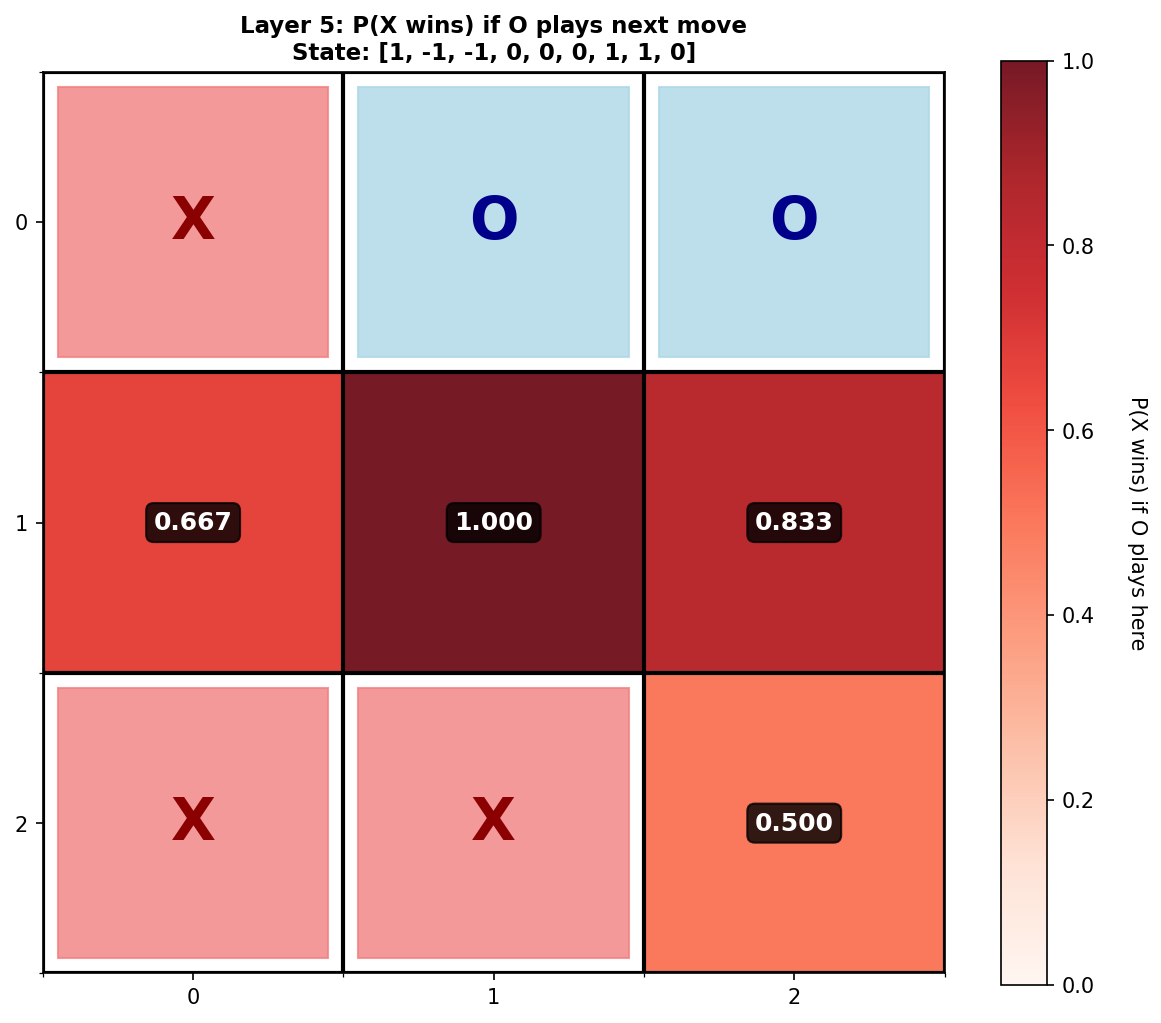 Layer 5: P(X wins) if O plays next move
State: [1, -1, -1, 0, 0, 0, 1, 1, 0]
X
O
O
0.667
1.000
0.833
X
X
0.500
0
1
2
0
1
2
1.0
0.8
0.6
0.4
0.2
0.0
P(X wins) if O plays here